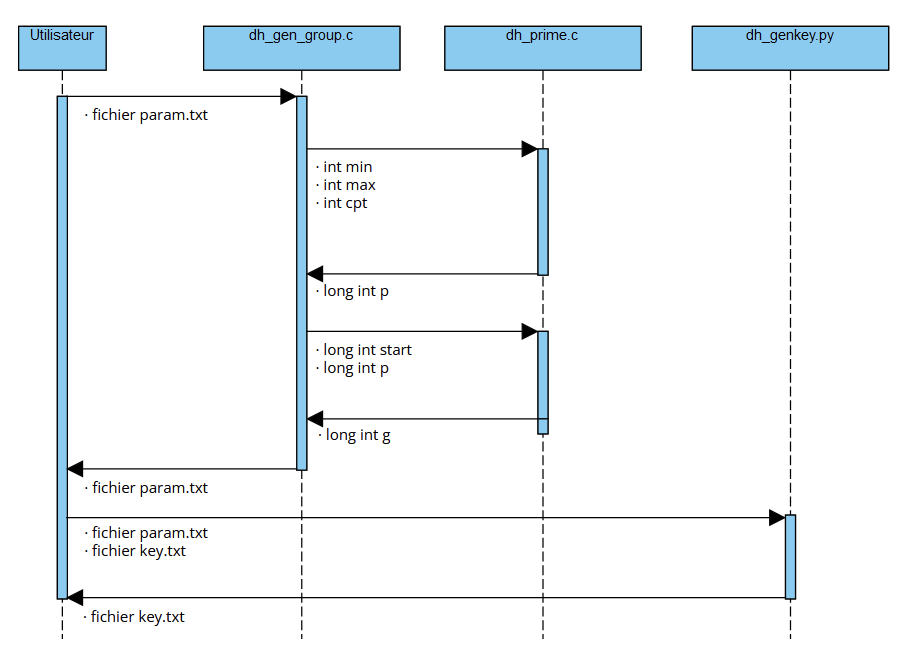 Utilisateur
dh_gen_group.c
dh_prime.c
dh_genkey.py
· fichier param.txt
· int min
· int max
· int cpt
· long int p
· long int start
· long int p
· long int g
· fichier param.txt
· fichier param.txt
· fichier key.txt
· fichier key.txt